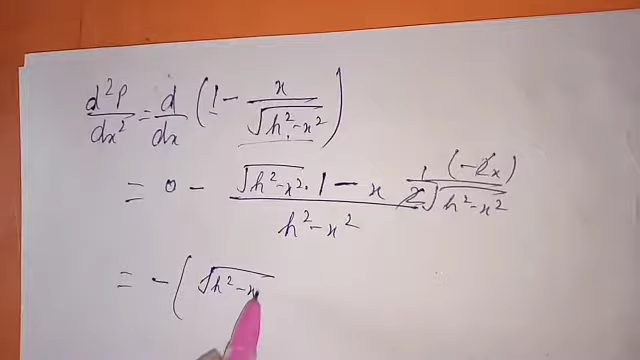 d²P/dx² = d/dx (1 - x/√(h²-x²))
= 0 - (√(h²-x²) · 1 - x 1/(2√(h²-x²)) (-2x))/(h²-x²)
= -(√(h²-x